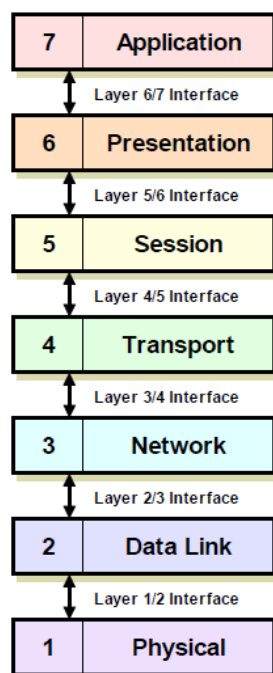 7 Application
Layer 6/7 Interface
6 Presentation
Layer 5/6 Interface
5 Session
Layer 4/5 Interface
4 Transport
Layer 3/4 Interface
3 Network
Layer 2/3 Interface
2 Data Link
Layer 1/2 Interface
1 Physical